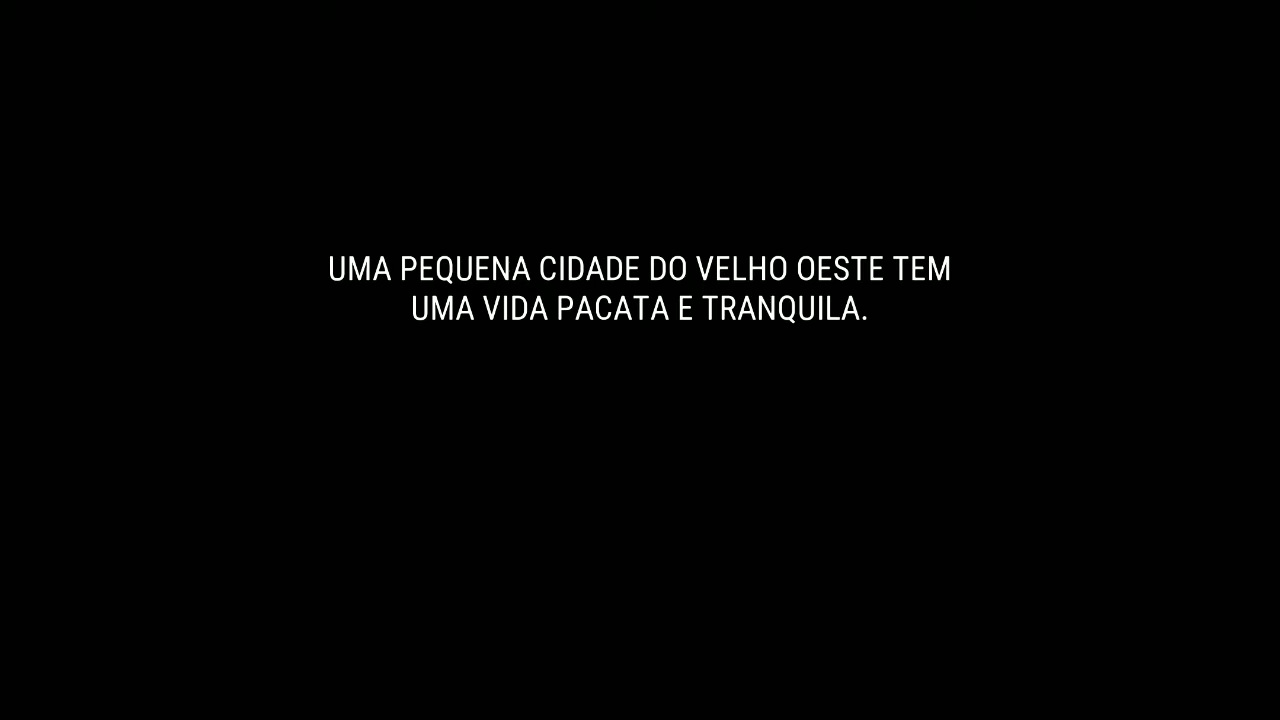 UMA PEQUENA CIDADE DO VELHO OESTE TEM
UMA VIDA PACATA E TRANQUILA.